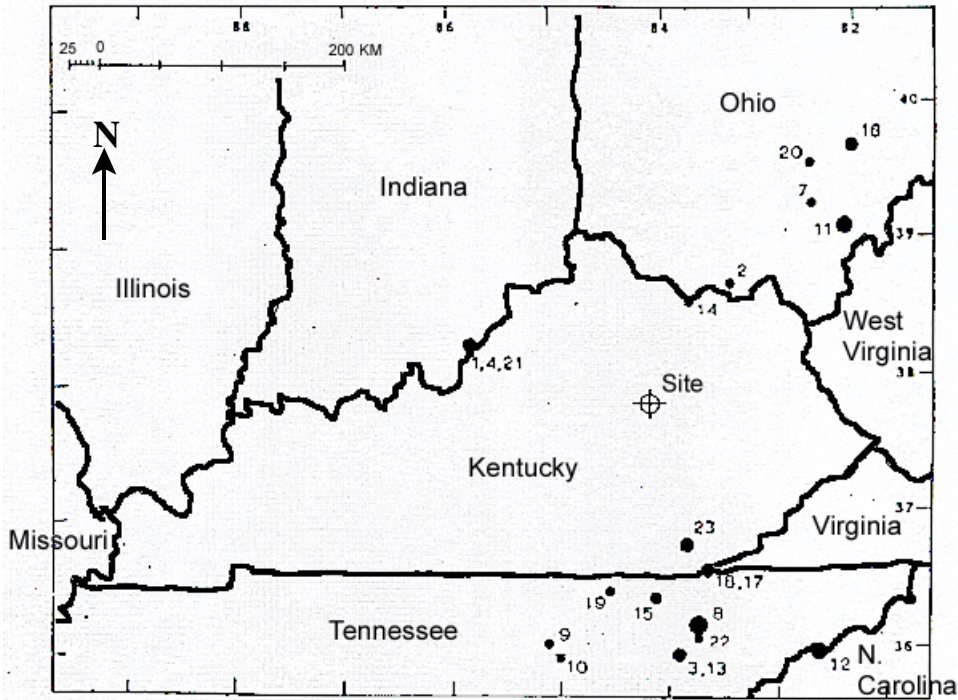 88 86 84 82
25 0 200 KM
N
Ohio
40
18
20
Indiana
7
11
39
2
Illinois
14
West
Virginia
1,4,21
38
Site
Kentucky
37
23
Virginia
Missouri
18,17
19 15
8
Tennessee
22
9
36
10
3,13
12
N.
Carolina